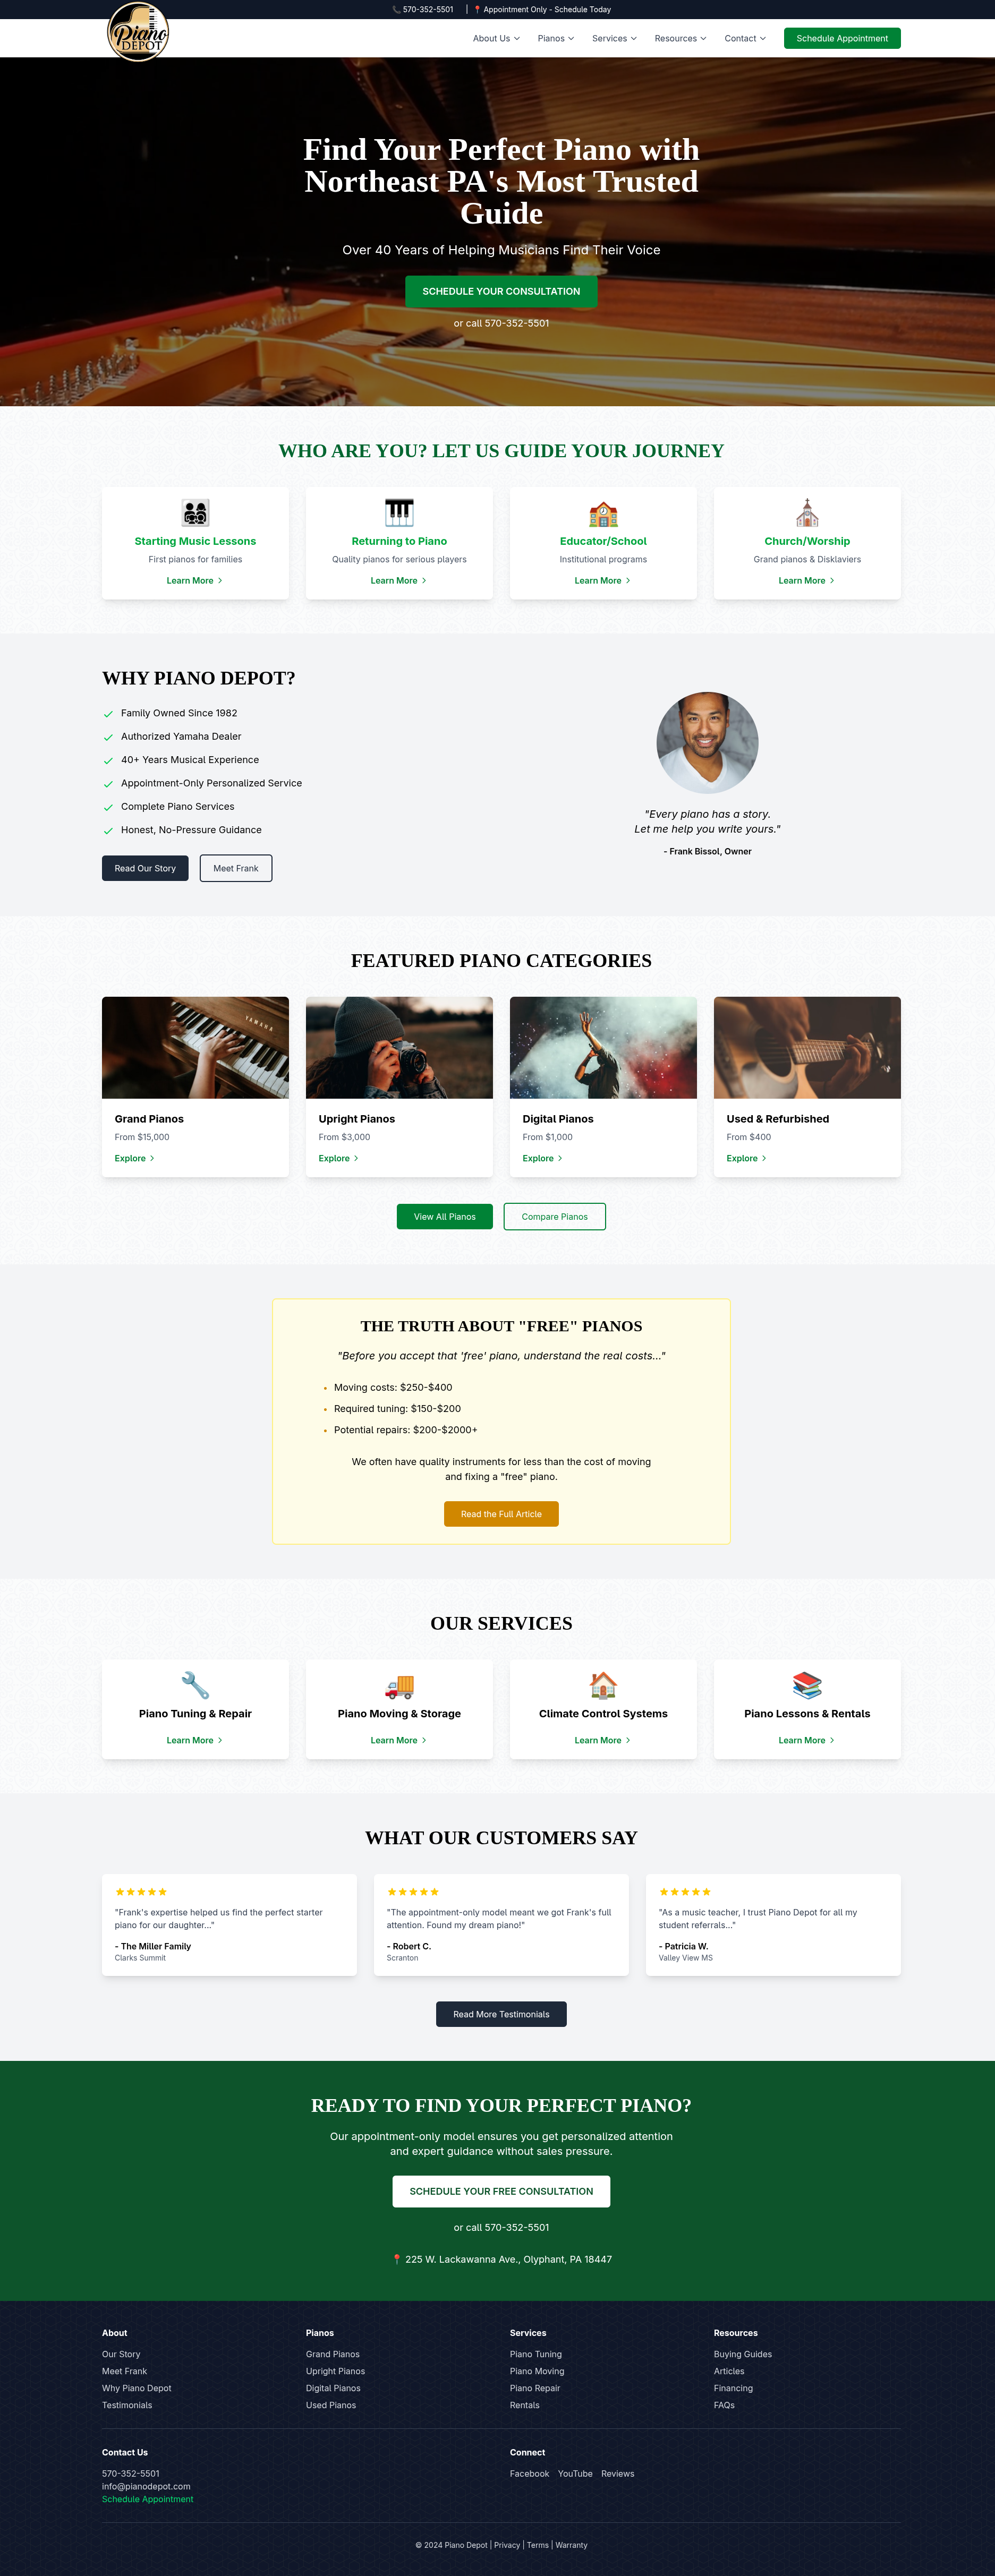 📞 570-352-5501 | 📍 Appointment Only - Schedule Today
Piano
DEPOT
About Us
Pianos
Services
Resources
Contact
Schedule Appointment
Find Your Perfect Piano with
Northeast PA's Most Trusted
Guide
Over 40 Years of Helping Musicians Find Their Voice
SCHEDULE YOUR CONSULTATION
or call 570-352-5501
WHO ARE YOU? LET US GUIDE YOUR JOURNEY
Starting Music Lessons
First pianos for families
Learn More
Returning to Piano
Quality pianos for serious players
Learn More
Educator/School
Institutional programs
Learn More
Church/Worship
Grand pianos & Disklaviers
Learn More
WHY PIANO DEPOT?
Family Owned Since 1982
Authorized Yamaha Dealer
40+ Years Musical Experience
Appointment-Only Personalized Service
Complete Piano Services
Honest, No-Pressure Guidance
Read Our Story
Meet Frank
"Every piano has a story.
Let me help you write yours."
- Frank Bissol, Owner
FEATURED PIANO CATEGORIES
YAMAHA
Grand Pianos
From $15,000
Explore
Upright Pianos
From $3,000
Explore
Digital Pianos
From $1,000
Explore
Used & Refurbished
From $400
Explore
View All Pianos
Compare Pianos
THE TRUTH ABOUT "FREE" PIANOS
"Before you accept that 'free' piano, understand the real costs..."
• Moving costs: $250-$400
• Required tuning: $150-$200
• Potential repairs: $200-$2000+
We often have quality instruments for less than the cost of moving
and fixing a "free" piano.
Read the Full Article
OUR SERVICES
Piano Tuning & Repair
Learn More
Piano Moving & Storage
Learn More
Climate Control Systems
Learn More
Piano Lessons & Rentals
Learn More
WHAT OUR CUSTOMERS SAY
"Frank's expertise helped us find the perfect starter
piano for our daughter..."
- The Miller Family
Clarks Summit
"The appointment-only model meant we got Frank's full
attention. Found my dream piano!"
- Robert C.
Scranton
"As a music teacher, I trust Piano Depot for all my
student referrals..."
- Patricia W.
Valley View MS
Read More Testimonials
READY TO FIND YOUR PERFECT PIANO?
Our appointment-only model ensures you get personalized attention
and expert guidance without sales pressure.
SCHEDULE YOUR FREE CONSULTATION
or call 570-352-5501
📍 225 W. Lackawanna Ave., Olyphant, PA 18447
About
Our Story
Meet Frank
Why Piano Depot
Testimonials
Pianos
Grand Pianos
Upright Pianos
Digital Pianos
Used Pianos
Services
Piano Tuning
Piano Moving
Piano Repair
Rentals
Resources
Buying Guides
Articles
Financing
FAQs
Contact Us
570-352-5501
info@pianodepot.com
Schedule Appointment
Connect
Facebook YouTube Reviews
© 2024 Piano Depot | Privacy | Terms | Warranty